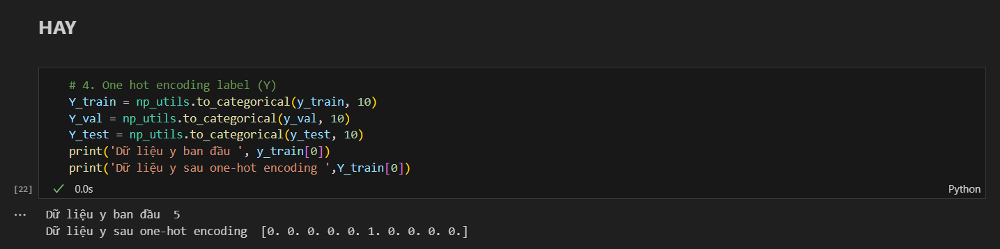 HAY
# 4. One hot encoding label (Y)
Y_train = np_utils.to_categorical(y_train, 10)
Y_val = np_utils.to_categorical(y_val, 10)
Y_test = np_utils.to_categorical(y_test, 10)
print('Dữ liệu y ban đầu ', y_train[0])
print('Dữ liệu y sau one-hot encoding ',Y_train[0])
[22] ✓ 0.0s Python
... Dữ liệu y ban đầu  5
Dữ liệu y sau one-hot encoding  [0. 0. 0. 0. 0. 1. 0. 0. 0. 0.]